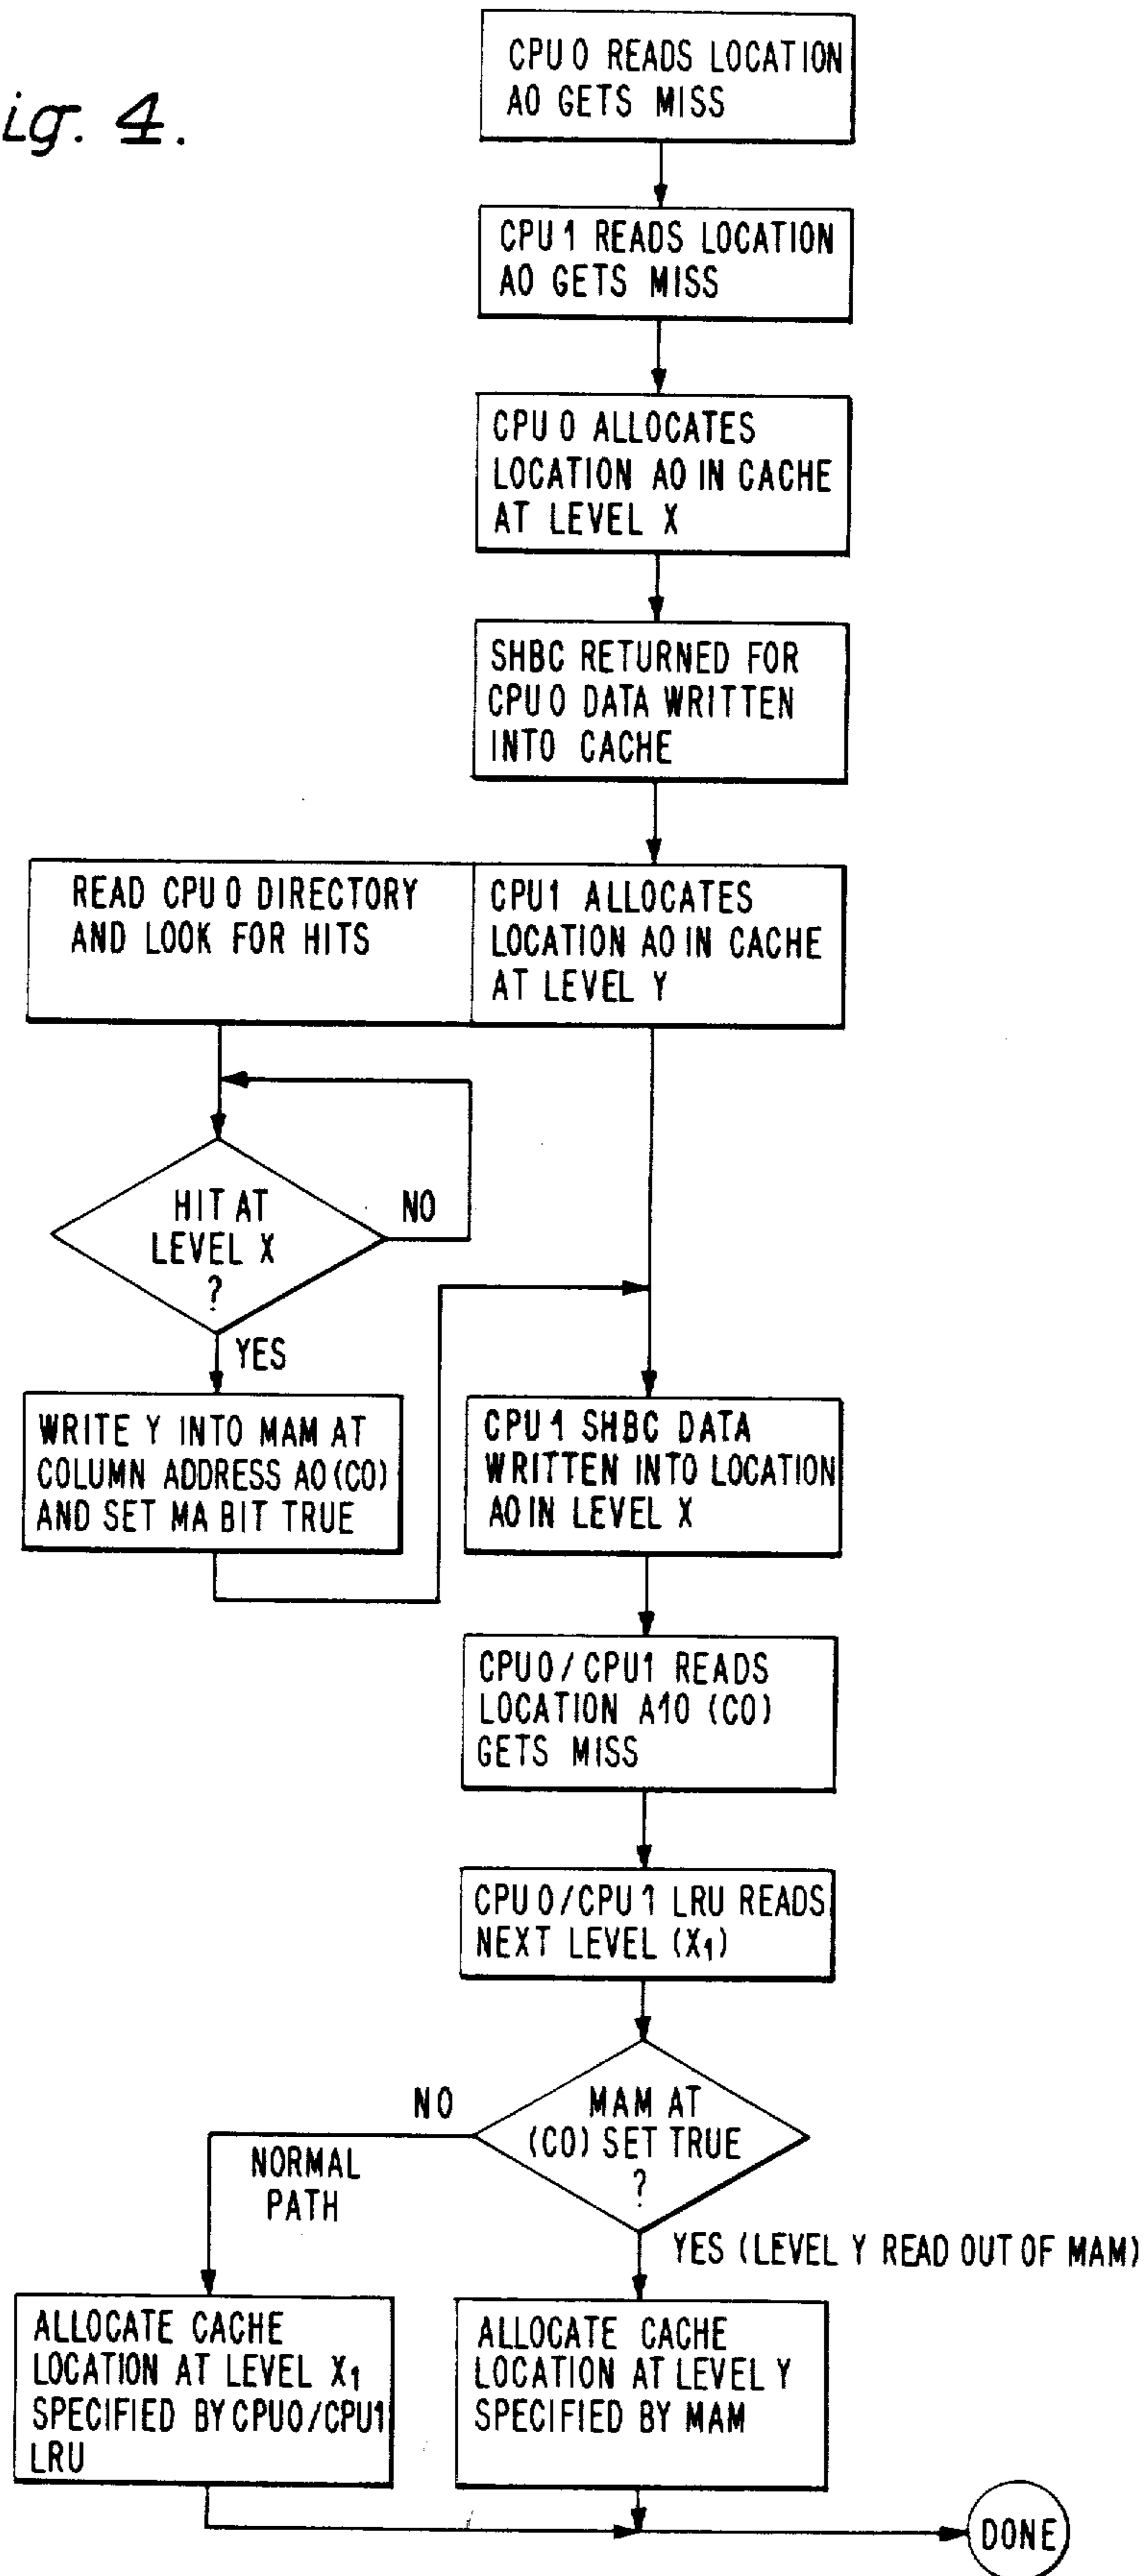 ig. 4.
CPU 0 READS LOCATION
A0 GETS MISS
CPU 1 READS LOCATION
A0 GETS MISS
CPU 0 ALLOCATES
LOCATION A0 IN CACHE
AT LEVEL X
SHBC RETURNED FOR
CPU 0 DATA WRITTEN
INTO CACHE
READ CPU 0 DIRECTORY
AND LOOK FOR HITS
CPU1 ALLOCATES
LOCATION A0 IN CACHE
AT LEVEL Y
HIT AT
LEVEL X
?
NO
YES
WRITE Y INTO MAM AT
COLUMN ADDRESS A0 (C0)
AND SET MA BIT TRUE
CPU 1 SHBC DATA
WRITTEN INTO LOCATION
A0 IN LEVEL X
CPU 0 / CPU1 READS
LOCATION A10 (C0)
GETS MISS
CPU 0/CPU 1 LRU READS
NEXT LEVEL (X1)
MAM AT
(C0) SET TRUE
?
NO
NORMAL
PATH
YES (LEVEL Y READ OUT OF MAM)
ALLOCATE CACHE
LOCATION AT LEVEL X1
SPECIFIED BY CPU0/CPU1
LRU
ALLOCATE CACHE
LOCATION AT LEVEL Y
SPECIFIED BY MAM
DONE